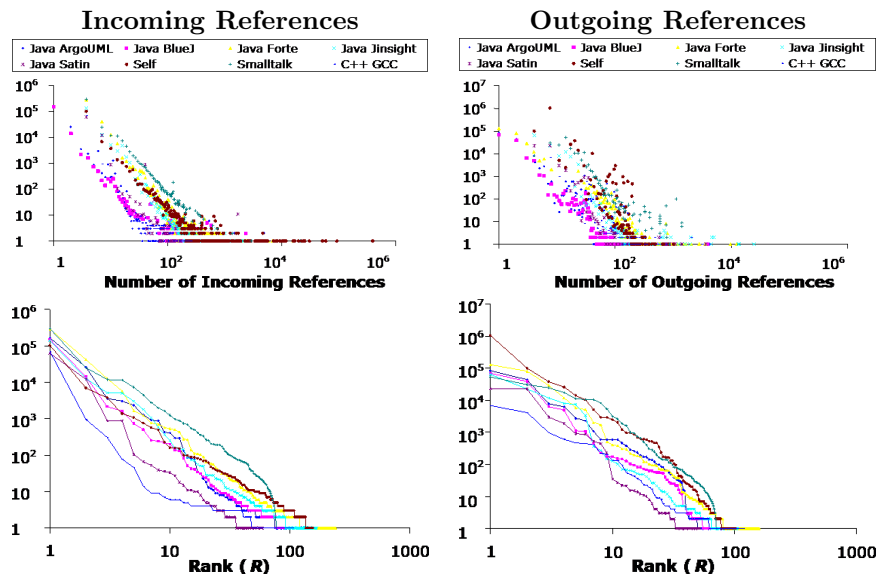 Incoming References
Java ArgoUML Java BlueJ Java Forte Java Jinsight
Java Satin Self Smalltalk C++ GCC
10^6
10^5
10^4
10^3
10^2
10
1
1 10^2 10^4 10^6
Number of Incoming References
Outgoing References
Java ArgoUML Java BlueJ Java Forte Java Jinsight
Java Satin Self Smalltalk C++ GCC
10^7
10^6
10^5
10^4
10^3
10^2
10
1
1 10^2 10^4 10^6
Number of Outgoing References
10^6
10^5
10^4
10^3
10^2
10
1
1 10 100 1000
Rank (R)
10^7
10^6
10^5
10^4
10^3
10^2
10
1
1 10 100 1000
Rank (R)